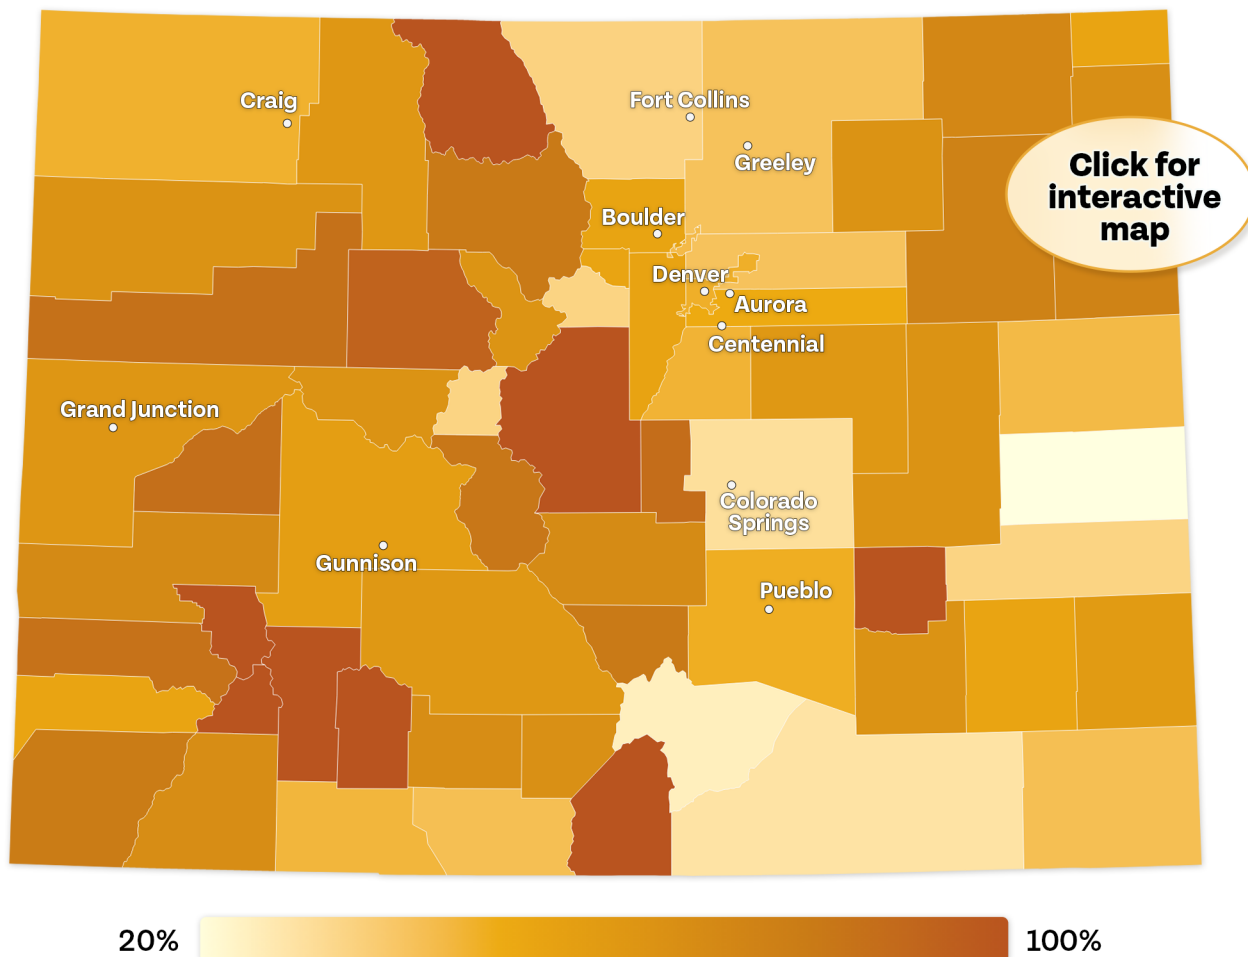 Craig
Fort Collins
Greeley
Click for
interactive
map
Boulder
Denver
Aurora
Centennial
Grand Junction
Colorado
Springs
Gunnison
Pueblo
20%
100%